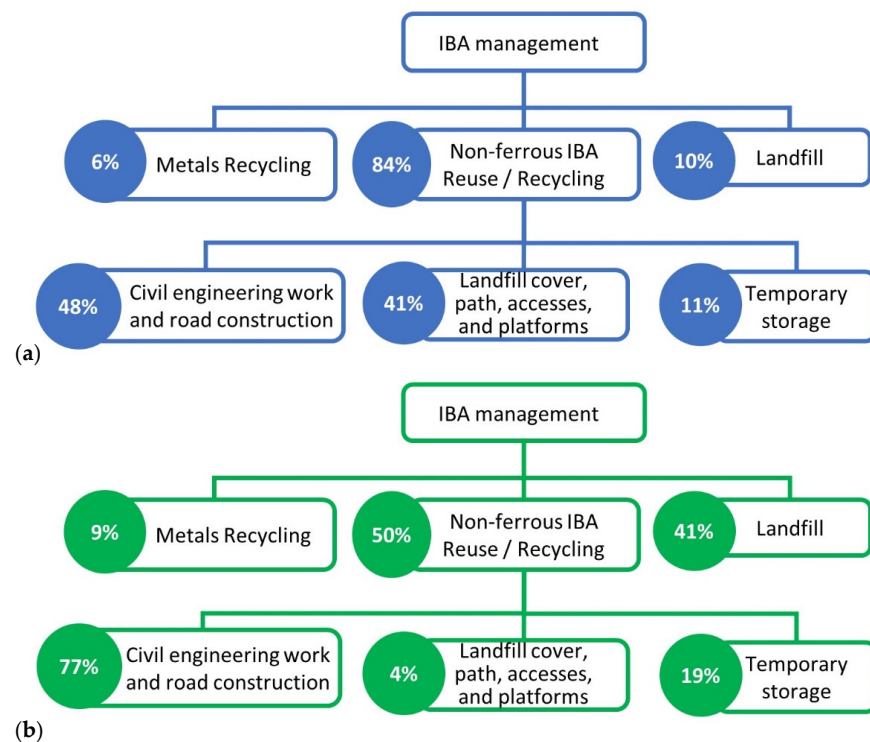 IBA management
6%
Metals Recycling
84%
Non-ferrous IBA
Reuse / Recycling
10%
Landfill
48%
Civil engineering work
and road construction
41%
Landfill cover,
path, accesses,
and platforms
11%
Temporary
storage
(a)
IBA management
9%
Metals Recycling
50%
Non-ferrous IBA
Reuse / Recycling
41%
Landfill
77%
Civil engineering work
and road construction
4%
Landfill cover,
path, accesses,
and platforms
19%
Temporary
storage
(b)